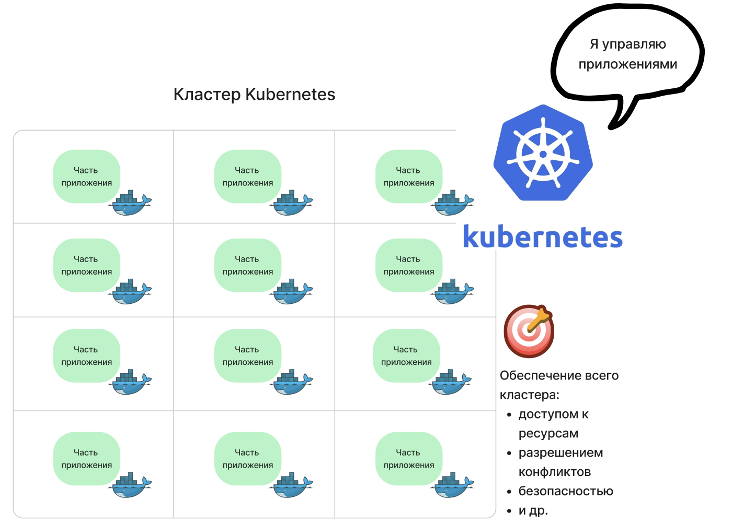 Я управляю
приложениями
Кластер Kubernetes
Часть
приложения
Часть
приложения
Часть
приложения
kubernetes
Часть
приложения
Часть
приложения
Часть
приложения
Часть
приложения
Часть
приложения
Часть
приложения
Обеспечение всего
кластера:
• доступом к
ресурсам
• разрешением
конфликтов
• безопасностью
• и др.
Часть
приложения
Часть
приложения
Часть
приложения